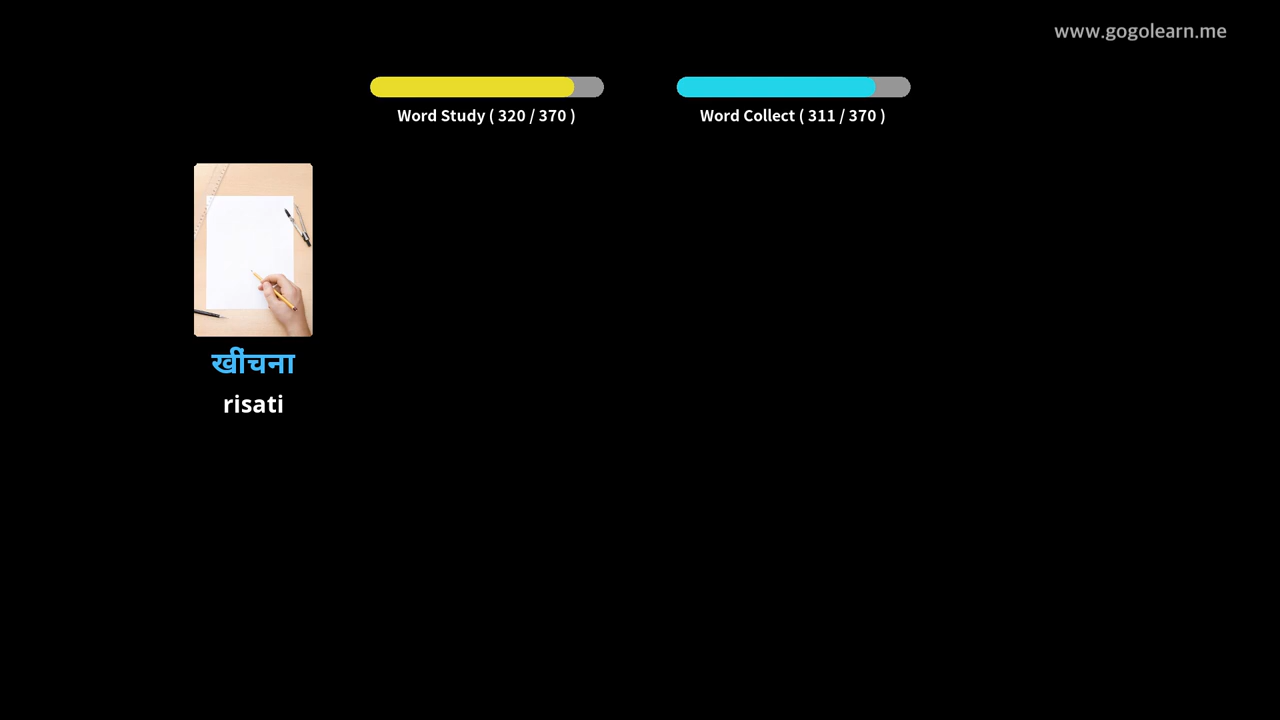 www.gogolearn.me
Word Study ( 320 / 370 )
Word Collect ( 311 / 370 )
खींचना
risati